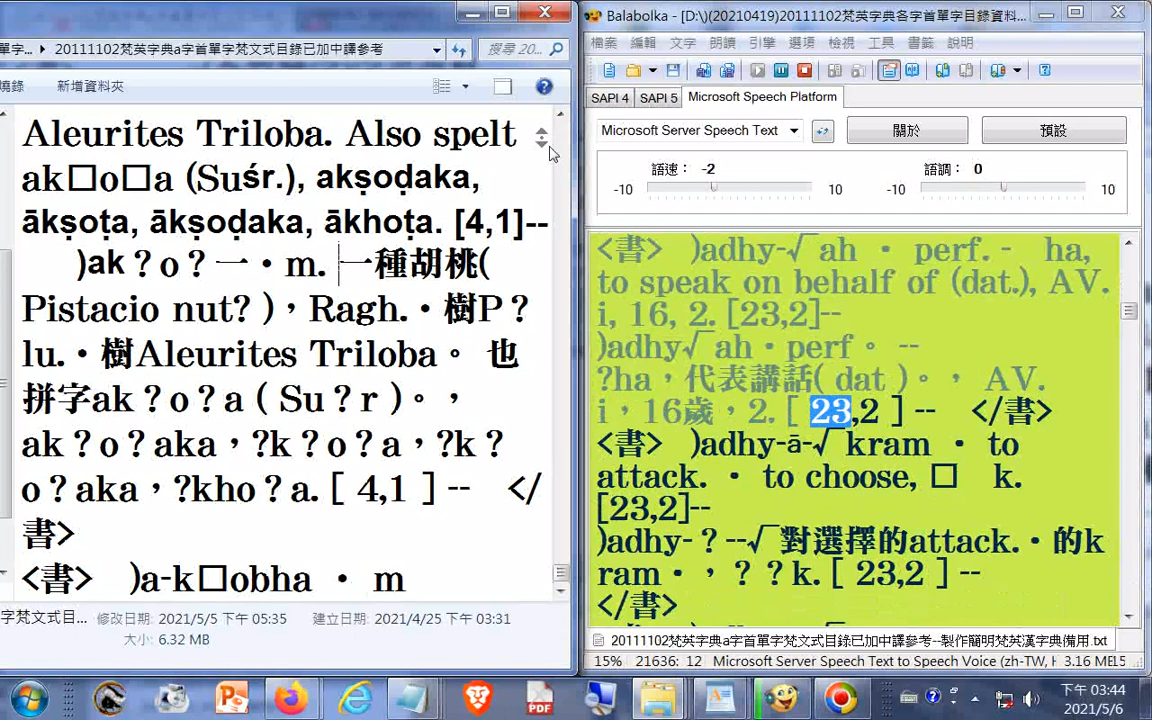 單字... ▸ 20111102梵英字典a字首單字梵文式目錄已加中譯參考
搜尋 20...
燒錄 新增資料夾
Aleurites Triloba. Also spelt
ak□o□a (Suśr.), akṣoḍaka,
ākṣoṭa, ākṣoḍaka, ākhoṭa. [4,1]--
)ak？o？一・m. 一種胡桃(
Pistacio nut? )，Ragh.・樹P？
lu.・樹Aleurites Triloba。 也
拼字ak？o？a ( Su？r )。，
ak？o？aka，?k？o？a，?k？
o？aka，?kho？a. [ 4,1 ] -- </
書>
<書> )a-k□obha ・ m
字梵文式目... 修改日期: 2021/5/5 下午 05:35 建立日期: 2021/4/25 下午 03:31
大小: 6.32 MB
Balabolka - [D:\)(20210419)20111102梵英字典各字首單字目錄資料...
檔案 編輯 文字 朗讀 引擎 選項 檢視 工具 書籤 說明
SAPI 4 SAPI 5 Microsoft Speech Platform
Microsoft Server Speech Text 關於 預設
語速： -2 語調： 0
-10 10 -10 10
<書> )adhy-√ ah ・ perf. - ha,
to speak on behalf of (dat.), AV.
i, 16, 2. [23,2]--
)adhy√ ah・perf。 --
?ha，代表講話( dat )。， AV.
i，16歲，2. [ 23,2 ] -- </書>
<書> )adhy-ā-√ kram ・ to
attack. ・ to choose, □ k.
[23,2]--
)adhy-？--√對選擇的attack.・的k
ram・，？？k. [ 23,2 ] --
</書>
20111102梵英字典a字首單字梵文式目錄已加中譯參考--製作簡明梵英漢字典備用.txt
15% 21636: 12 Microsoft Server Speech Text to Speech Voice (zh-TW, H 3.16 MB
PDF
下午 03:44
2021/5/6